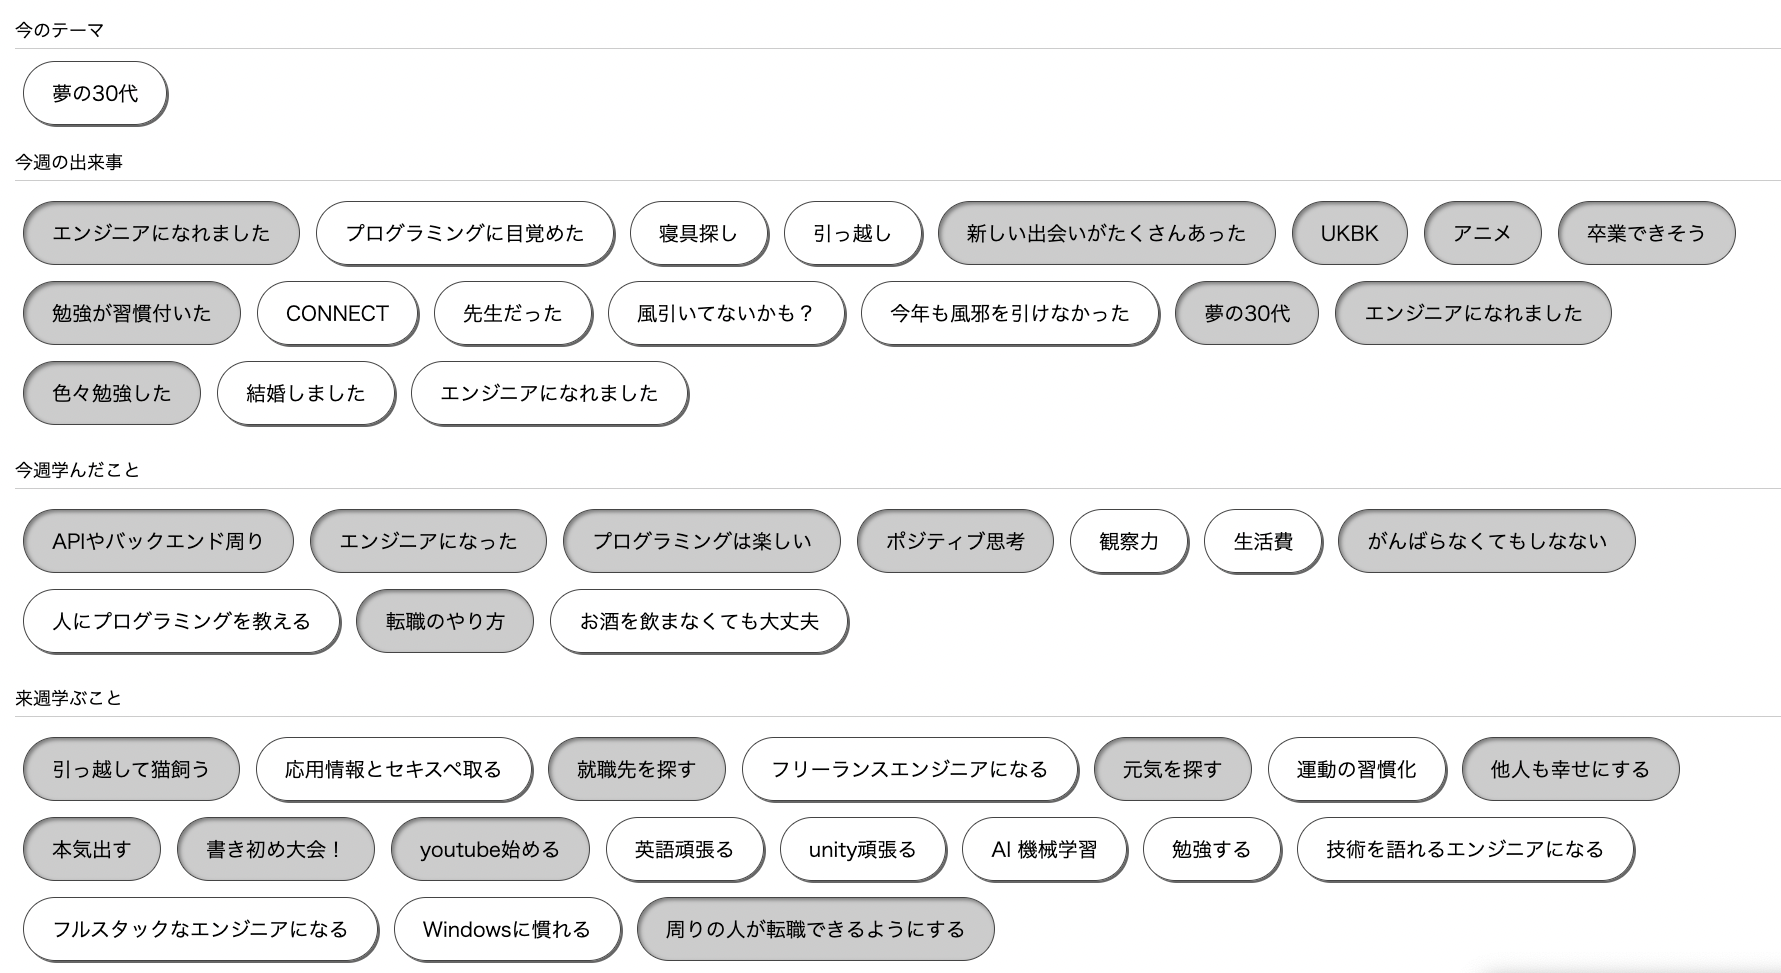 今のテーマ
夢の30代
今週の出来事
エンジニアになれました プログラミングに目覚めた 寝具探し 引っ越し 新しい出会いがたくさんあった UKBK アニメ 卒業できそう
勉強が習慣付いた CONNECT 先生だった 風引いてないかも？ 今年も風邪を引けなかった 夢の30代 エンジニアになれました
色々勉強した 結婚しました エンジニアになれました
今週学んだこと
APIやバックエンド周り エンジニアになった プログラミングは楽しい ポジティブ思考 観察力 生活費 がんばらなくてもしなない
人にプログラミングを教える 転職のやり方 お酒を飲まなくても大丈夫
来週学ぶこと
引っ越して猫飼う 応用情報とセキスペ取る 就職先を探す フリーランスエンジニアになる 元気を探す 運動の習慣化 他人も幸せにする
本気出す 書き初め大会！ youtube始める 英語頑張る unity頑張る AI 機械学習 勉強する 技術を語れるエンジニアになる
フルスタックなエンジニアになる Windowsに慣れる 周りの人が転職できるようにする